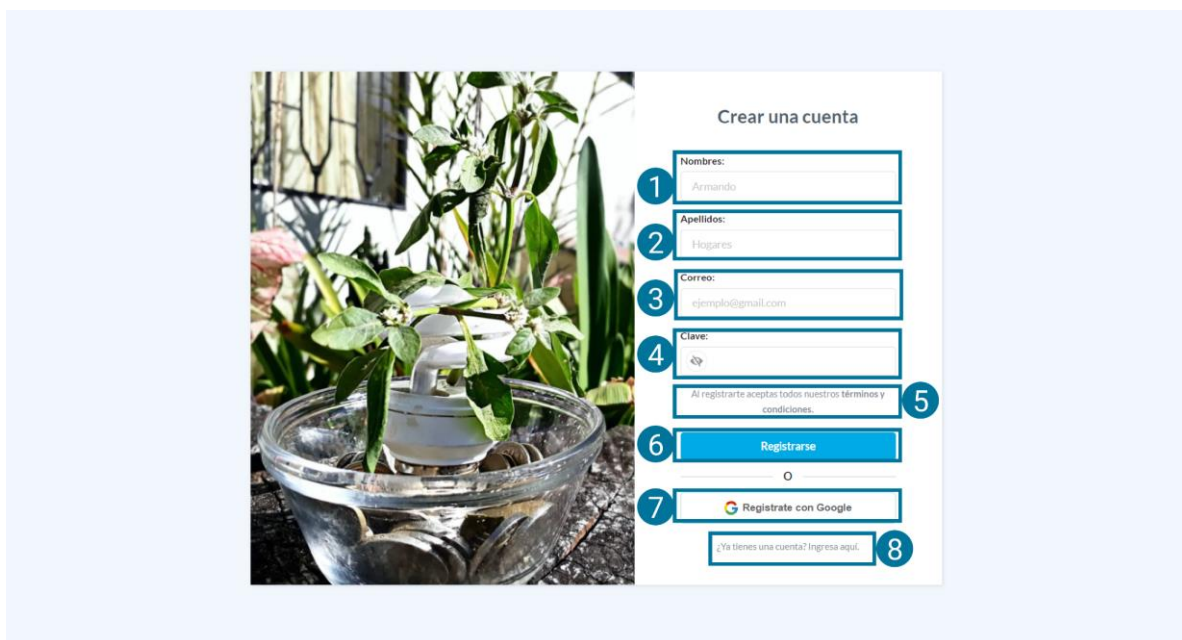 Crear una cuenta
Nombres:
1
Armando
Apellidos:
2
Hogares
Correo:
3
ejemplo@gmail.com
Clave:
4
Al registrarte aceptas todos nuestros términos y
condiciones.
5
6
Registrarse
O
7
G Registrate con Google
¿Ya tienes una cuenta? Ingresa aquí.
8